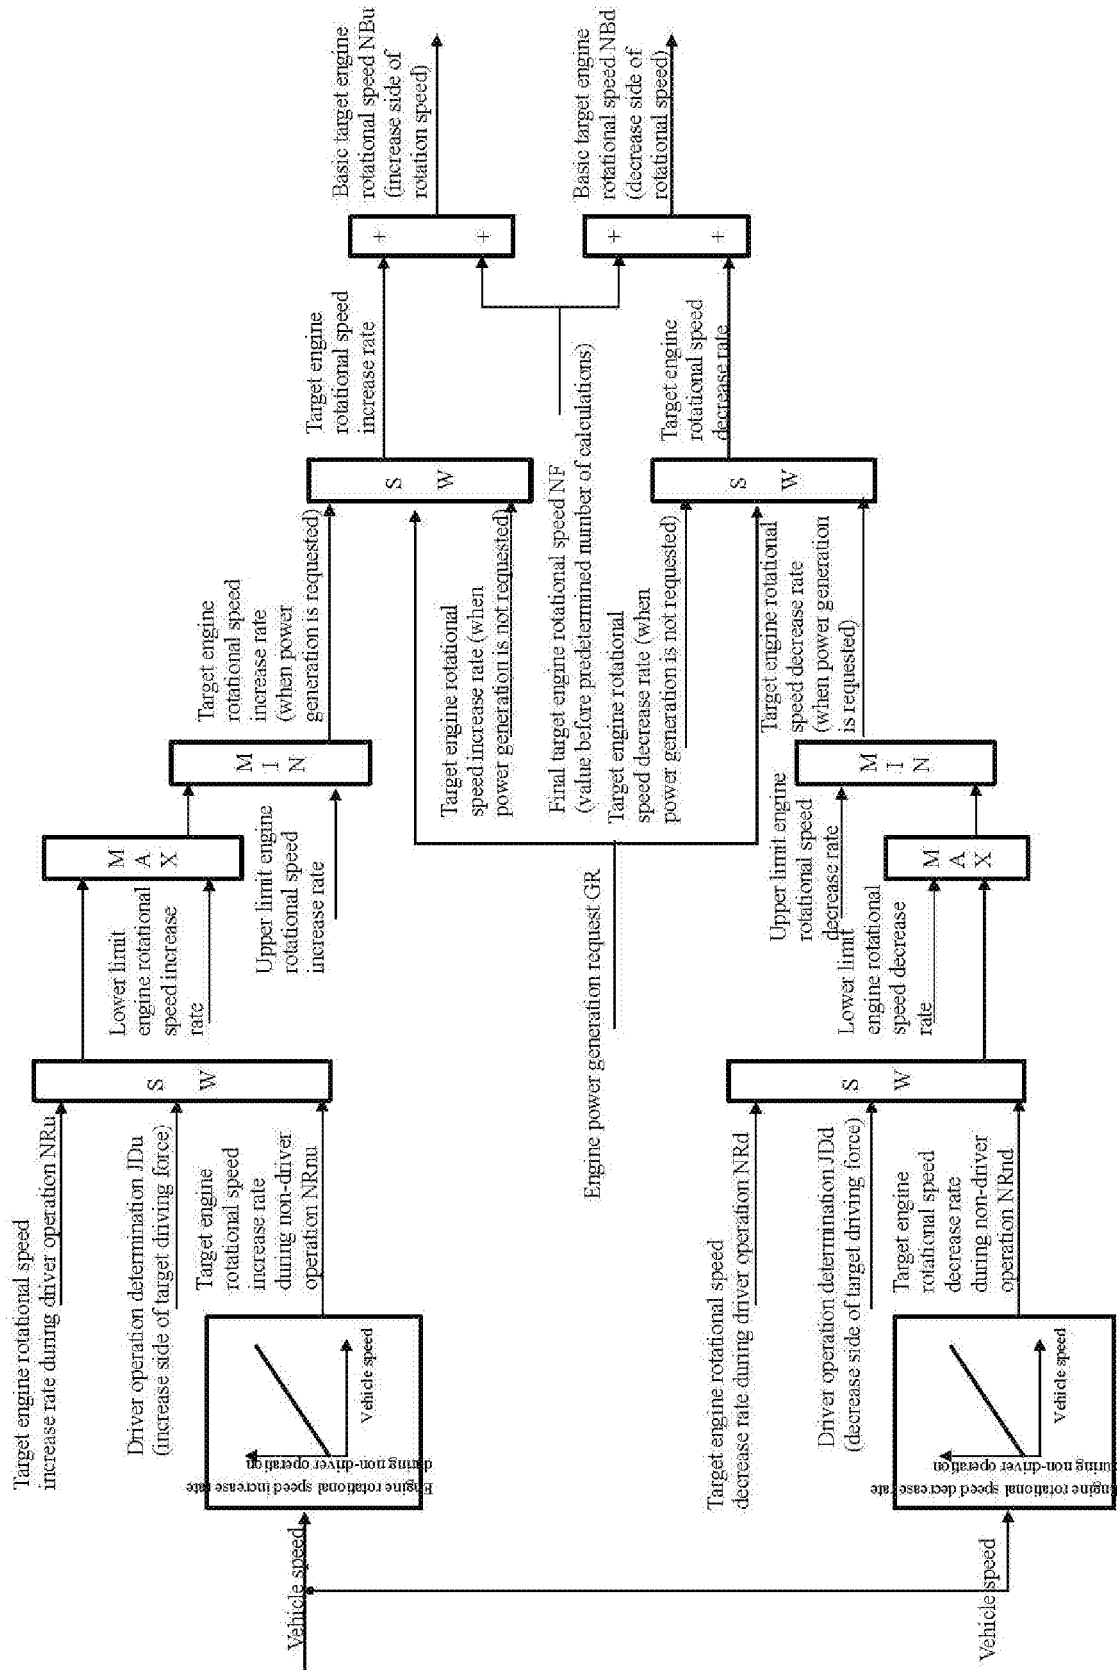 Vehicle speed
Engine rotational speed increase rate
during non-driver operation
Vehicle speed
Target engine rotational speed
increase rate during driver operation NRu
Driver operation determination JDu
(increase side of target driving force)
Target engine
rotational speed
increase rate
during non-driver
operation NRnu
S
W
Lower limit
engine rotational
speed increase
rate
M
A
X
Upper limit engine
rotational speed
increase rate
M
I
N
Target engine
rotational speed
increase rate
(when power
generation is requested)
Target engine rotational
speed increase rate (when
power generation is not requested)
S
W
Target engine
rotational speed
increase rate
+
+
Basic target engine
rotational speed NBu
(increase side of
rotation speed)
Engine power generation request GR
Final target engine rotational speed NF
(value before predetermined number of calculations)
Vehicle speed
Engine rotational speed decrease rate
during non-driver operation
Vehicle speed
Target engine rotational speed
decrease rate during driver operation NRd
Driver operation determination JDd
(decrease side of target driving force)
Target engine
rotational speed
decrease rate
during non-driver
operation NRnd
S
W
Lower limit
engine rotational
speed decrease
rate
M
A
X
Upper limit engine
rotational speed
decrease rate
M
I
N
Target engine rotational
speed decrease rate (when
power generation is not requested)
Target engine rotational
speed decrease rate
(when power generation
is requested)
S
W
Target engine
rotational speed
decrease rate
+
+
Basic target engine
rotational speed NBd
(decrease side of
rotational speed)